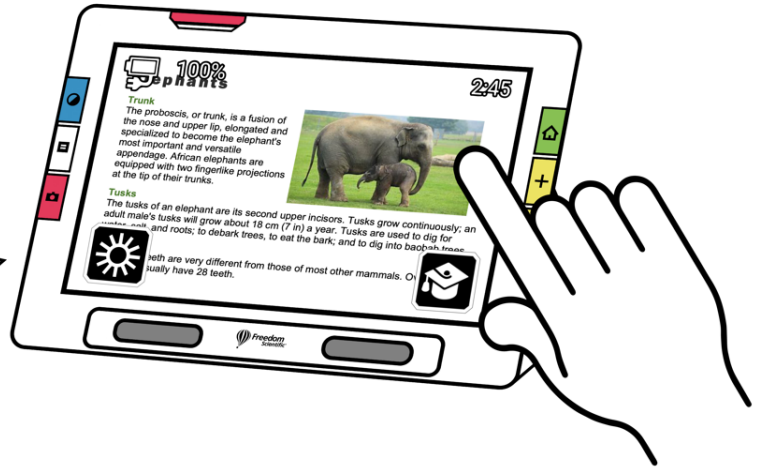 100%
2:45
ephants
Trunk
The proboscis, or trunk, is a fusion of
the nose and upper lip, elongated and
specialized to become the elephant's
most important and versatile
appendage. African elephants are
equipped with two fingerlike projections
at the tip of their trunks.
Tusks
The tusks of an elephant are its second upper incisors. Tusks grow continuously; an
adult male's tusks will grow about 18 cm (7 in) a year. Tusks are used to dig for
water, salt, and roots; to debark trees, to eat the bark; and to dig into baobab trees
eeth are very different from those of most other mammals.
sually have 28 teeth.
Freedom
Scientific